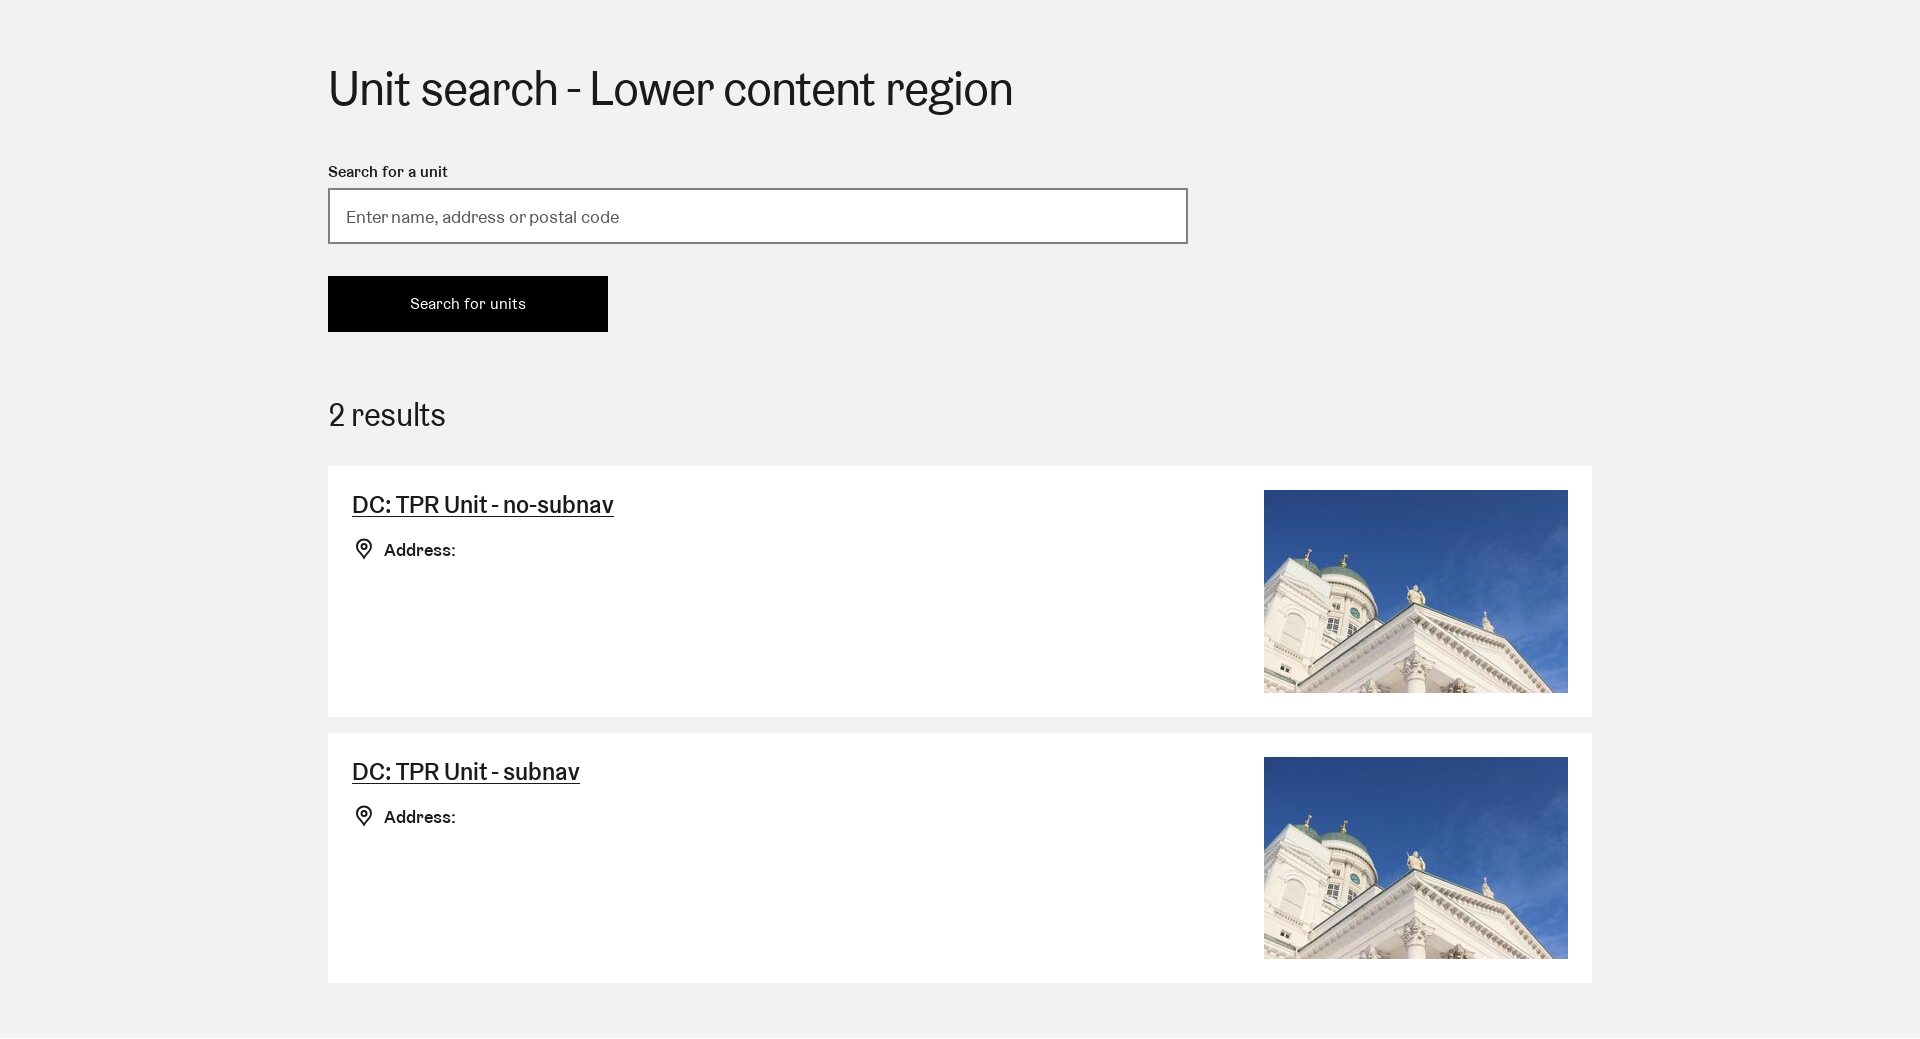 Unit search - Lower content region
Search for a unit
Enter name, address or postal code
Search for units
2 results
DC: TPR Unit - no-subnav
Address:
DC: TPR Unit - subnav
Address: